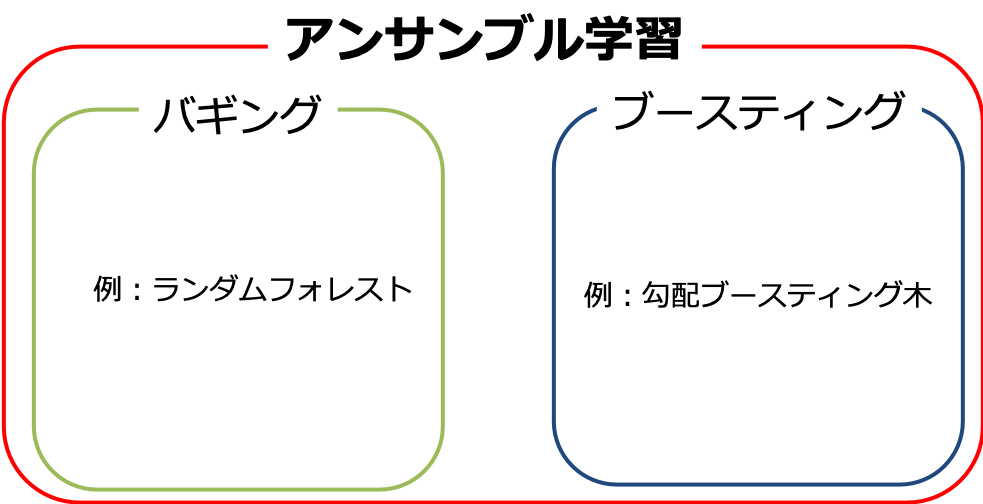 アンサンブル学習
バギング
ブースティング
例：ランダムフォレスト
例：勾配ブースティング木